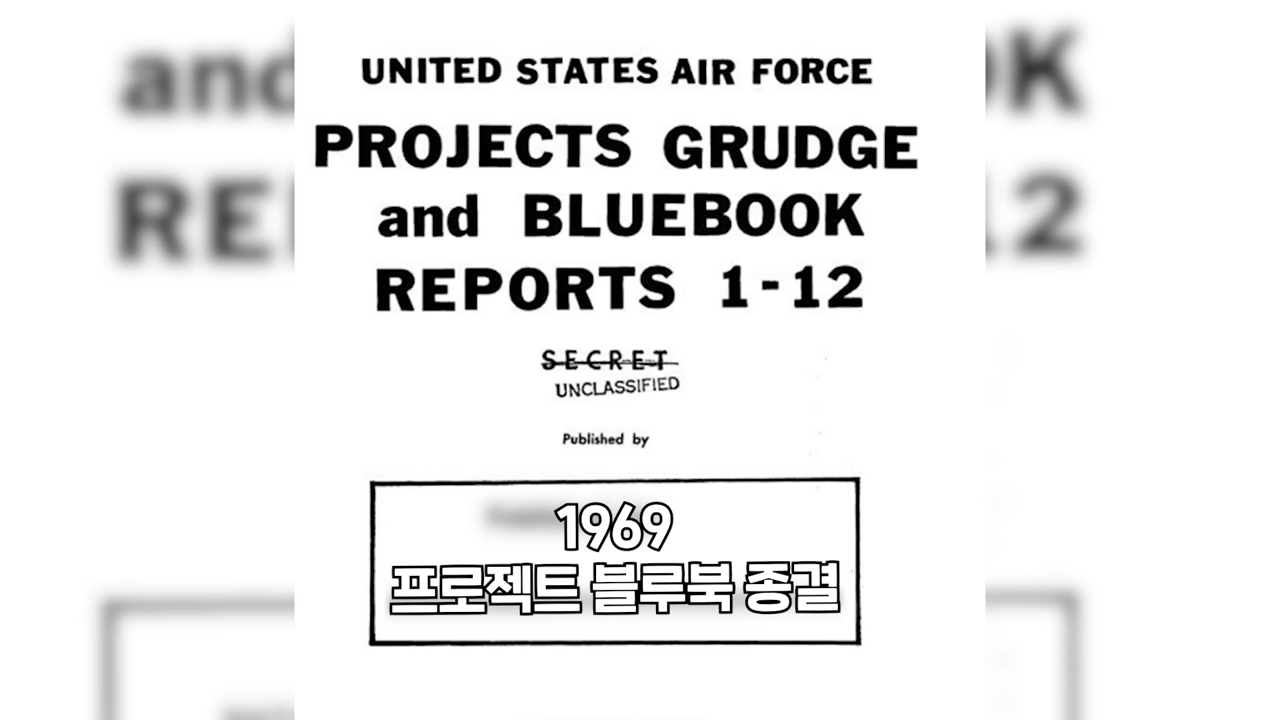 UNITED STATES AIR FORCE
PROJECTS GRUDGE
and BLUEBOOK
REPORTS 1-12
SECRET
UNCLASSIFIED
Published by
1969
프로젝트 블루북 종결